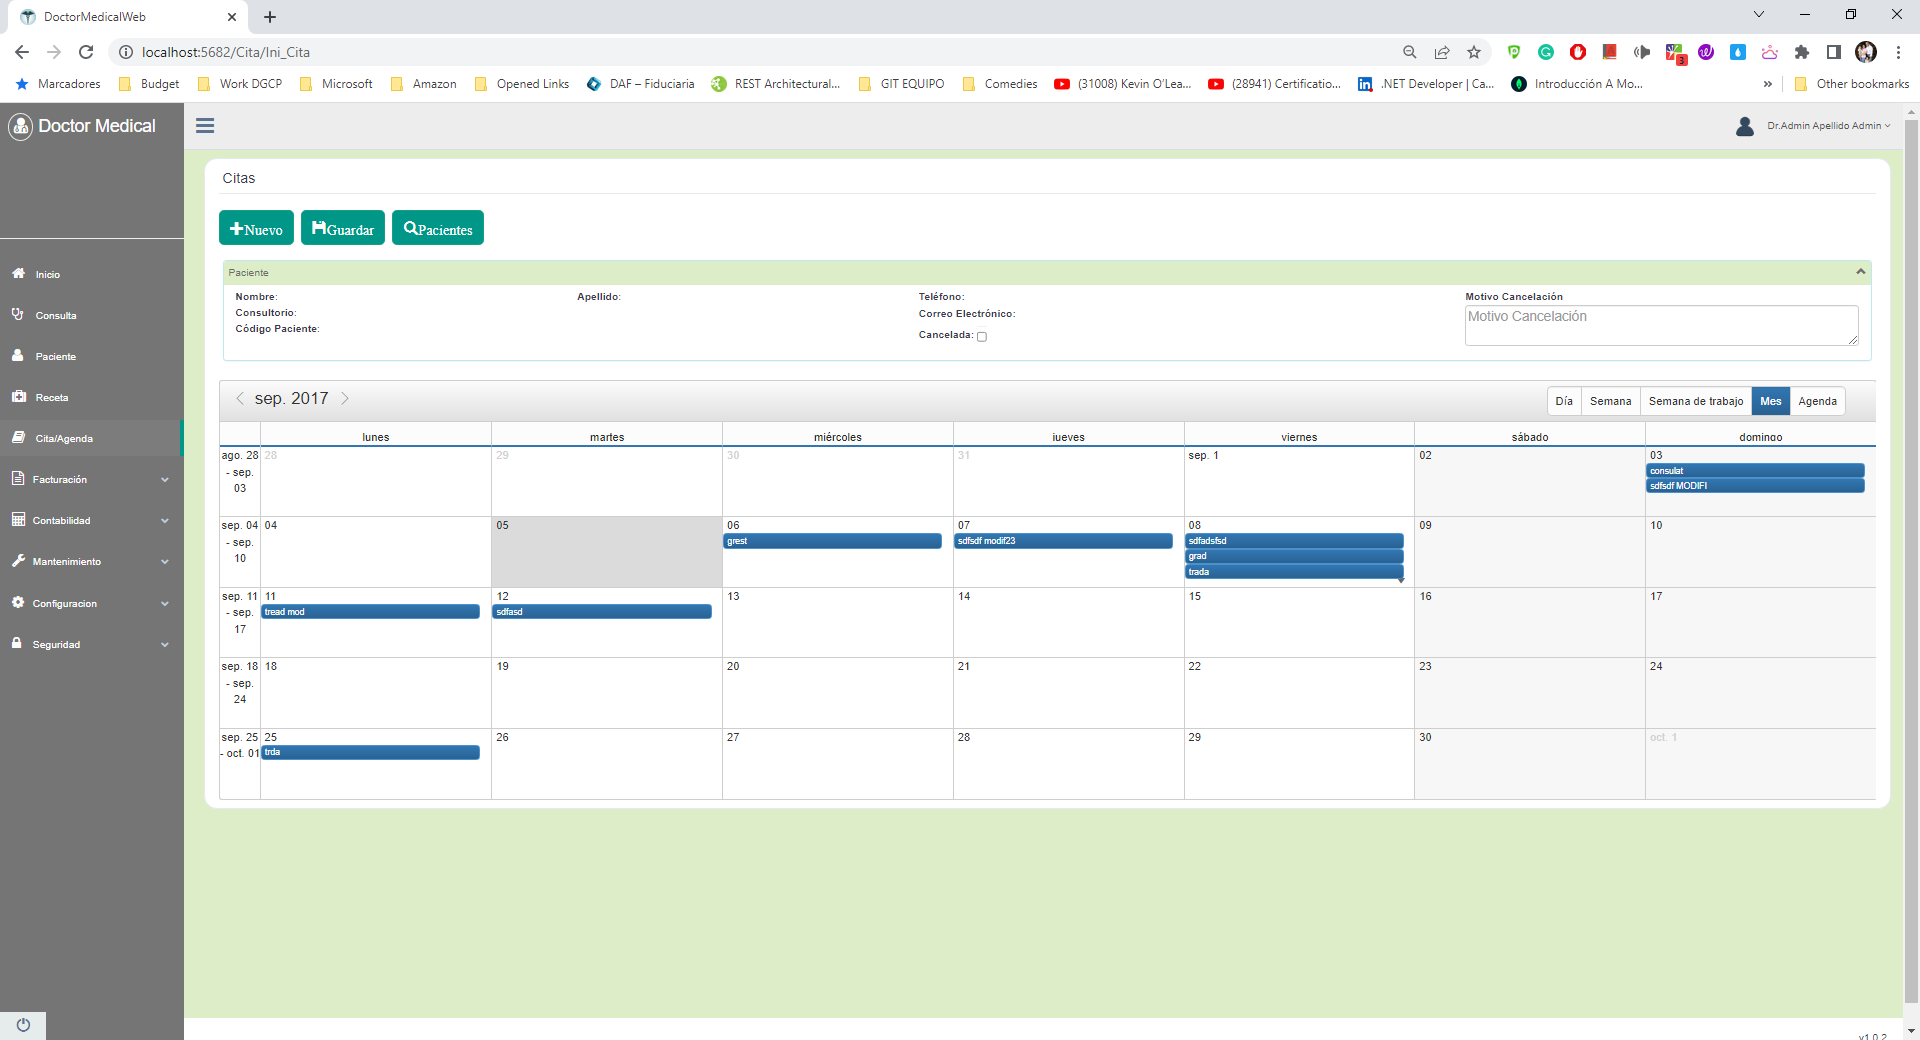 DoctorMedicalWeb
localhost:5682/Cita/Ini_Cita
3
Marcadores Budget Work DGCP Microsoft Amazon Opened Links DAF – Fiduciaria REST Architectural... GIT EQUIPO Comedies (31008) Kevin O'Lea... (28941) Certificatio... .NET Developer | Ca... Introducción A Mo... » Other bookmarks
Doctor Medical
Dr.Admin Apellido Admin
Citas
Nuevo Guardar Pacientes
Inicio
Consulta
Paciente
Receta
Cita/Agenda
Facturación
Contabilidad
Mantenimiento
Configuracion
Seguridad
Paciente
Nombre: Apellido: Teléfono: Motivo Cancelación
Consultorio: Correo Electrónico: Motivo Cancelación
Código Paciente: Cancelada:
sep. 2017 Día Semana Semana de trabajo Mes Agenda
lunes martes miércoles jueves viernes sábado domingo
ago. 28 - sep. 03 28 29 30 31 sep. 1 02 03
consulat
sdfsdf MODIFI
sep. 04 - sep. 10 04 05 06 07 08 09 10
grest sdfsdf modif23 sdfadsfsd
grad
trada
sep. 11 - sep. 17 11 12 13 14 15 16 17
tread mod sdfasd
sep. 18 - sep. 24 18 19 20 21 22 23 24
sep. 25 - oct. 01 25 26 27 28 29 30 oct. 1
trda
v1.0.2